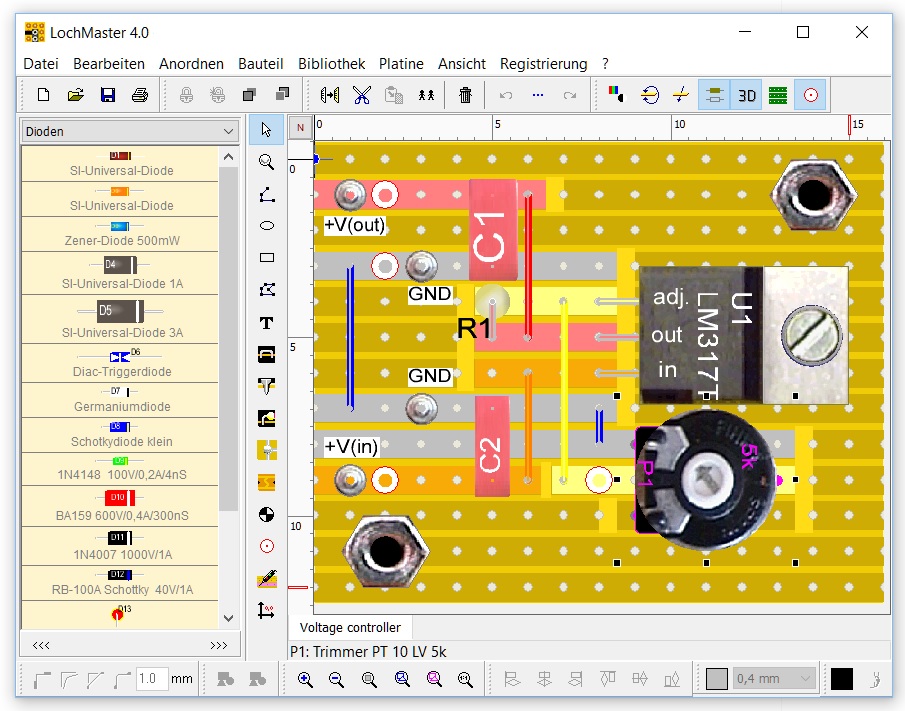 LochMaster 4.0
Datei Bearbeiten Anordnen Bauteil Bibliothek Platine Ansicht Registrierung ?
3D
Dioden
N
0 5 10 15
D1
SI-Universal-Diode
SI-Universal-Diode
Zener-Diode 500mW
D4
SI-Universal-Diode 1A
D5
SI-Universal-Diode 3A
D6
Diac-Triggerdiode
D7
Germaniumdiode
D8
Schotkydiode klein
D9
1N4148 100V/0,2A/4nS
D10
BA159 600V/0,4A/300nS
D11
1N4007 1000V/1A
D12
RB-100A Schottky 40V/1A
D13
<<< >>>
T
0
5
10
+V(out)
C1
GND
R1
adj.
out
in
LM317T
U1
GND
+V(in)
C2
P1
5k
Voltage controller
P1: Trimmer PT 10 LV 5k
1.0 mm
0,4 mm